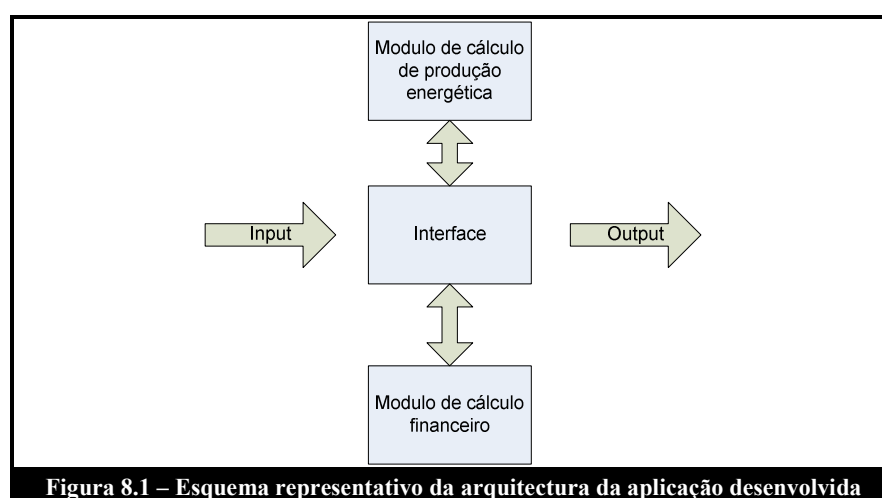 Modulo de cálculo
de produção
energética
Input
Interface
Output
Modulo de cálculo
financeiro
Figura 8.1 – Esquema representativo da arquitectura da aplicação desenvolvida